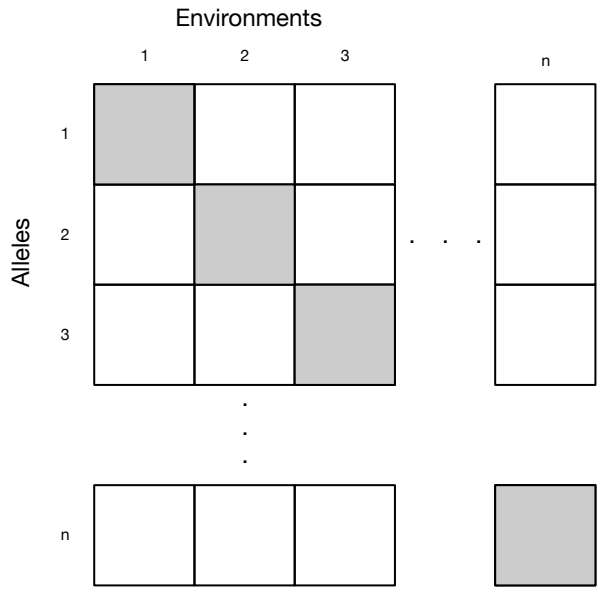 Environments
1 2 3 n
1
Alleles
2
. . .
3
.
.
.
n